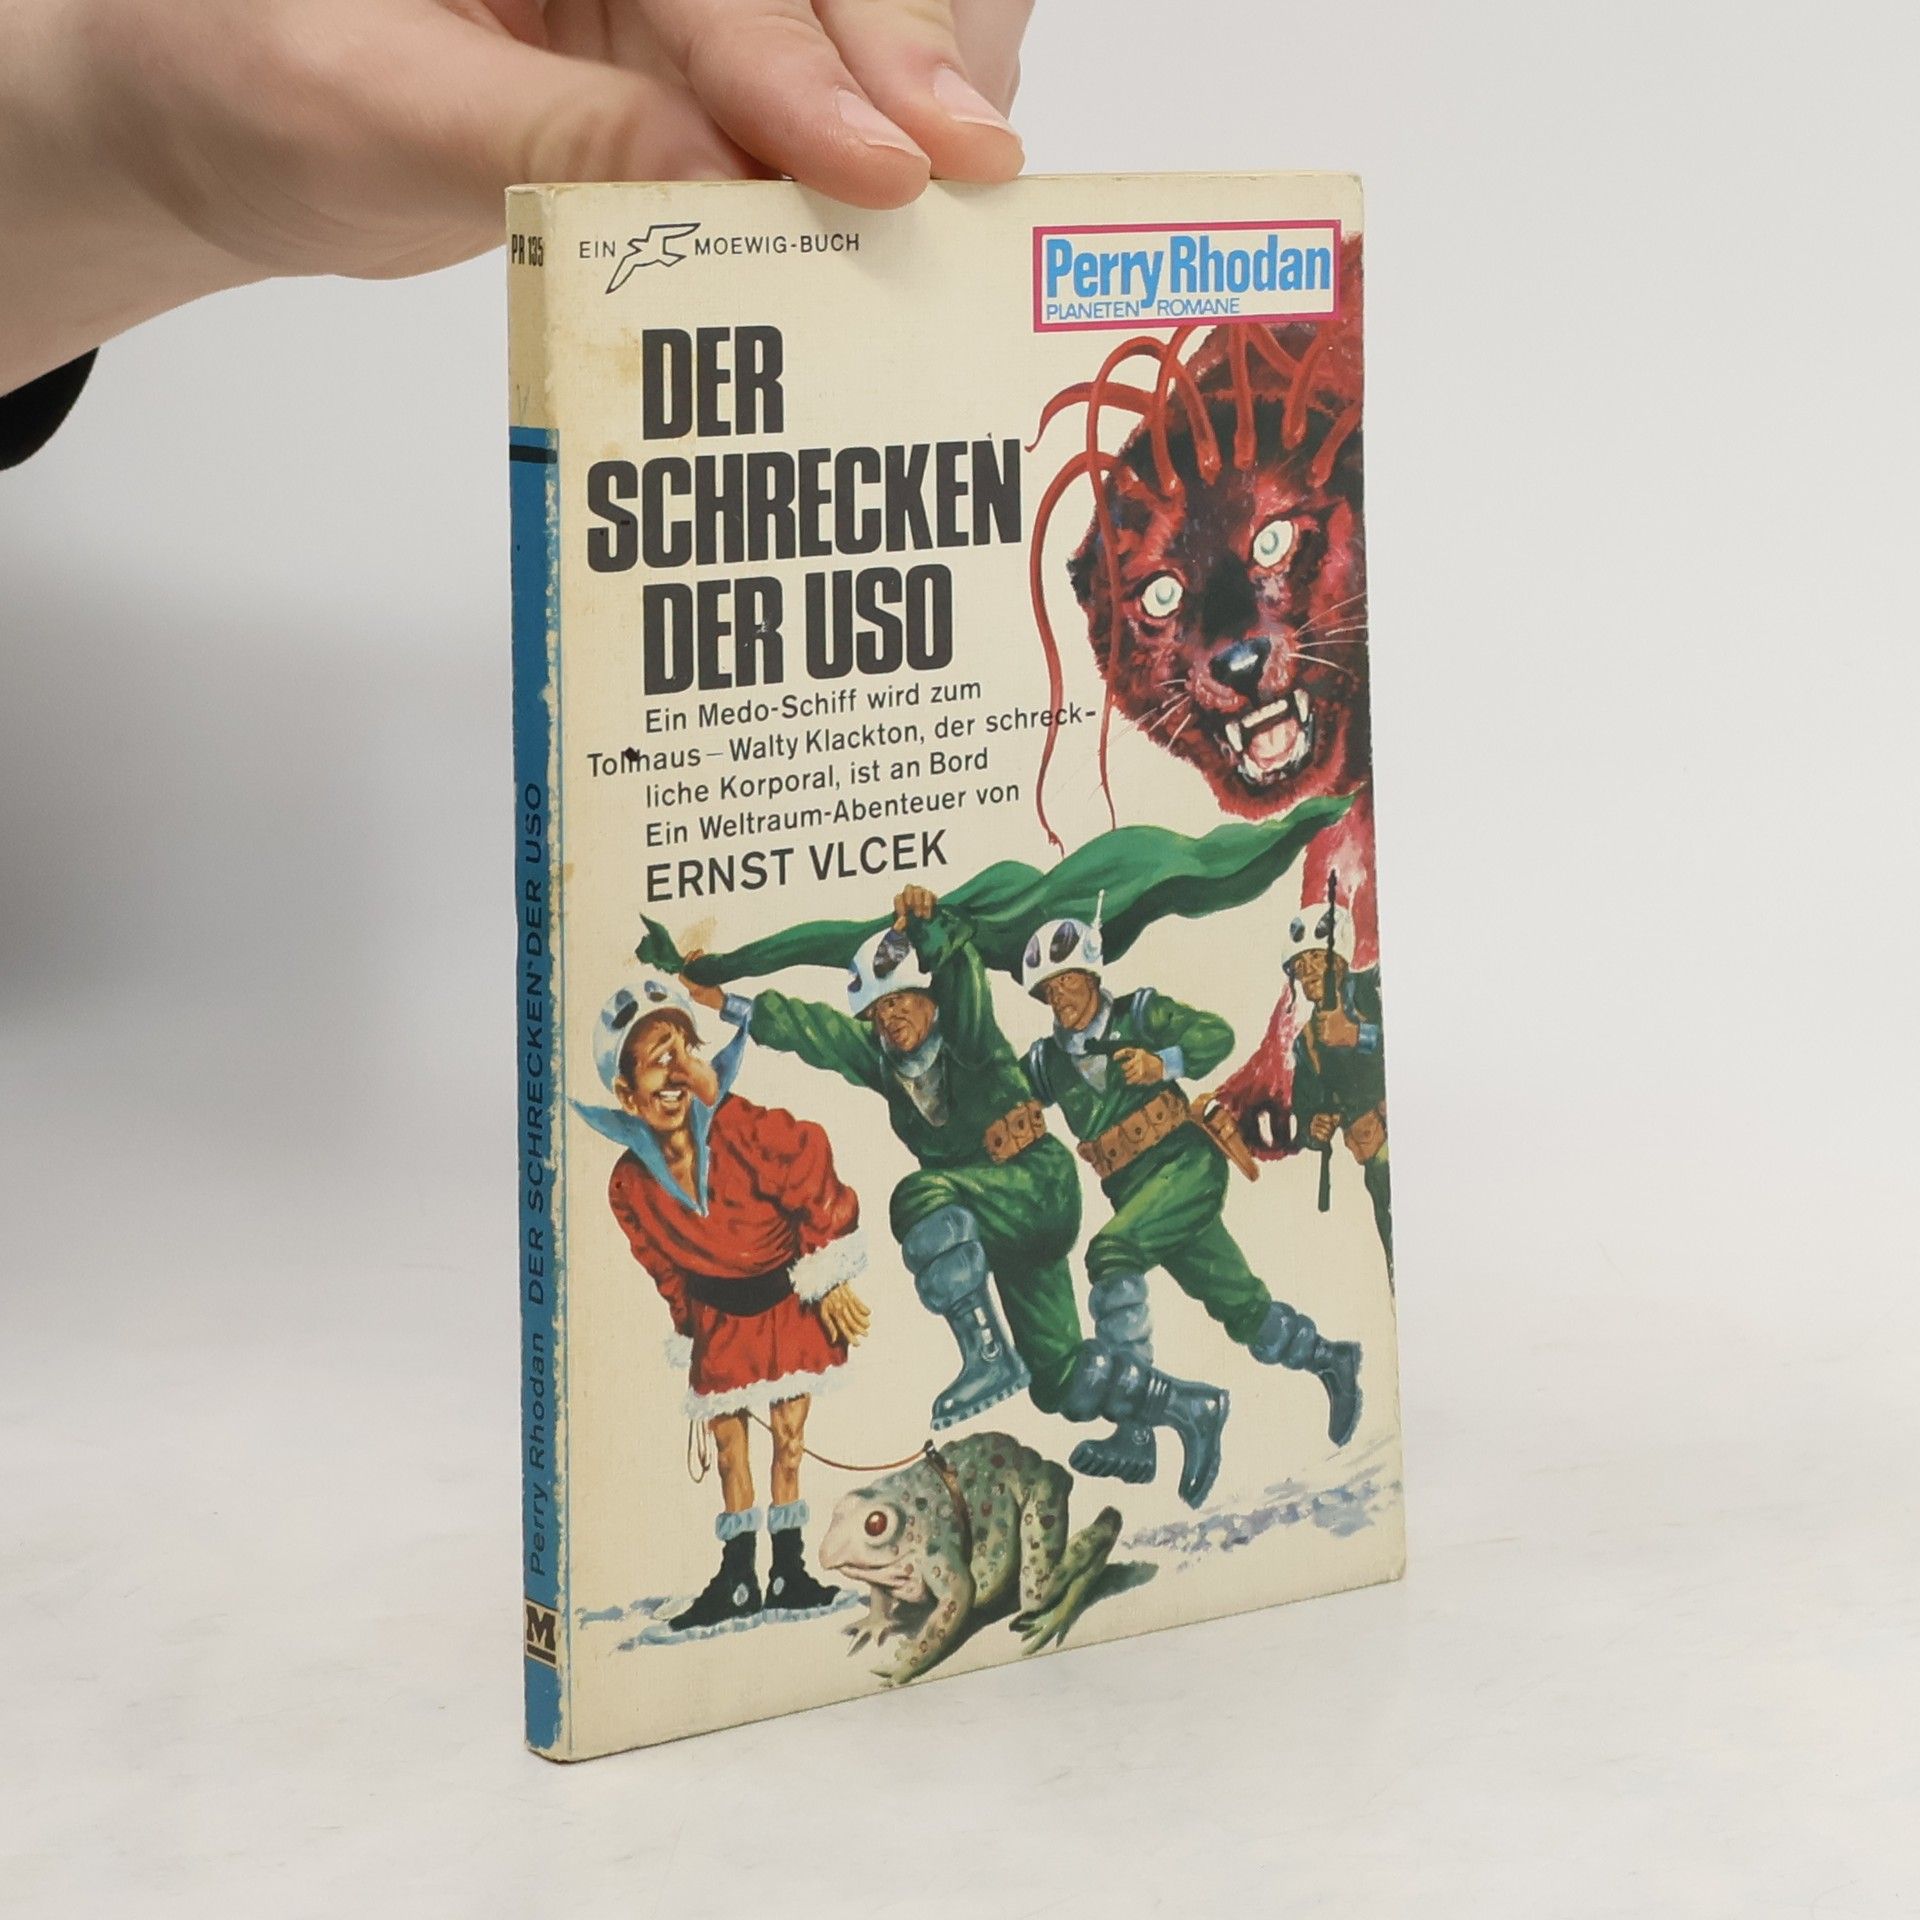 EIN MOEWIG-BUCH
Perry Rhodan
PLANETEN ROMANE
DER
SCHRECKEN
DER USO
Ein Medo-Schiff wird zum
Tollhaus – Walty Klackton, der schreck-
liche Korporal, ist an Bord
Ein Weltraum-Abenteuer von
ERNST VLCEK
PR 135
Perry Rhodan DER SCHRECKEN DER USO
M